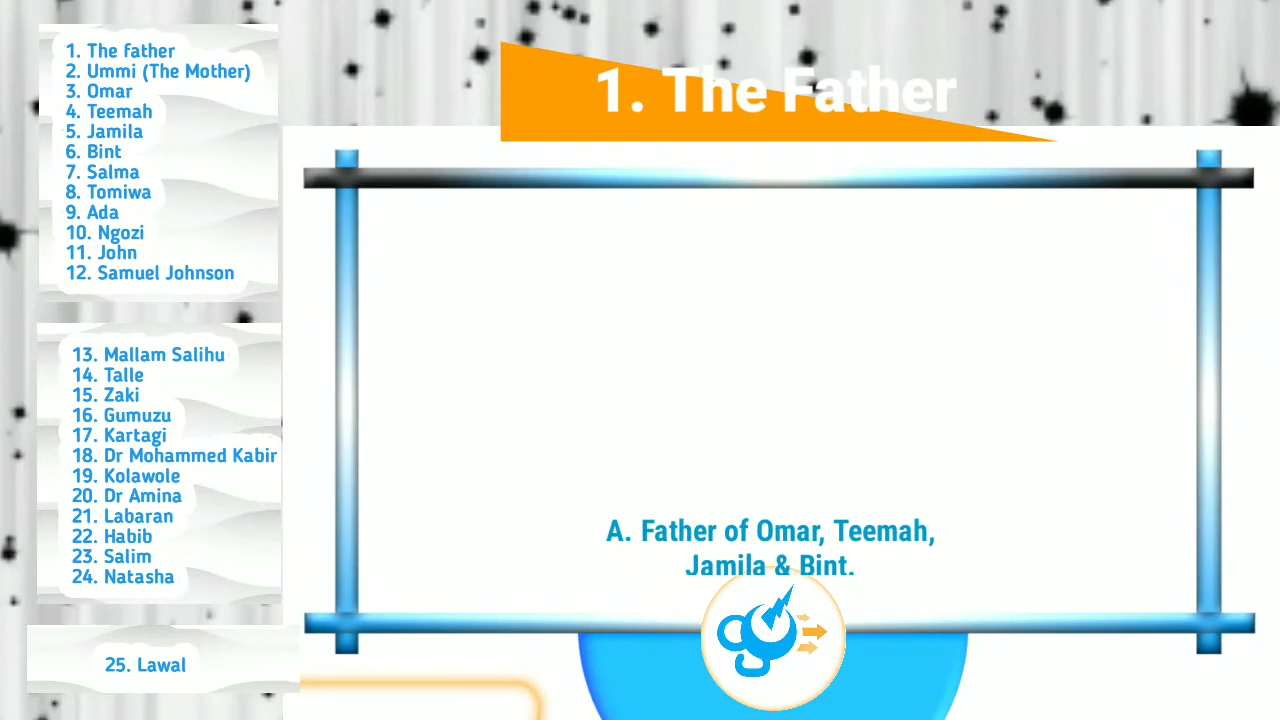 1. The father
2. Ummi (The Mother)
3. Omar
4. Teemah
5. Jamila
6. Bint
7. Salma
8. Tomiwa
9. Ada
10. Ngozi
11. John
12. Samuel Johnson
13. Mallam Salihu
14. Talle
15. Zaki
16. Gumuzu
17. Kartagi
18. Dr Mohammed Kabir
19. Kolawole
20. Dr Amina
21. Labaran
22. Habib
23. Salim
24. Natasha
25. Lawal
1. The Father
A. Father of Omar, Teemah,
Jamila & Bint.